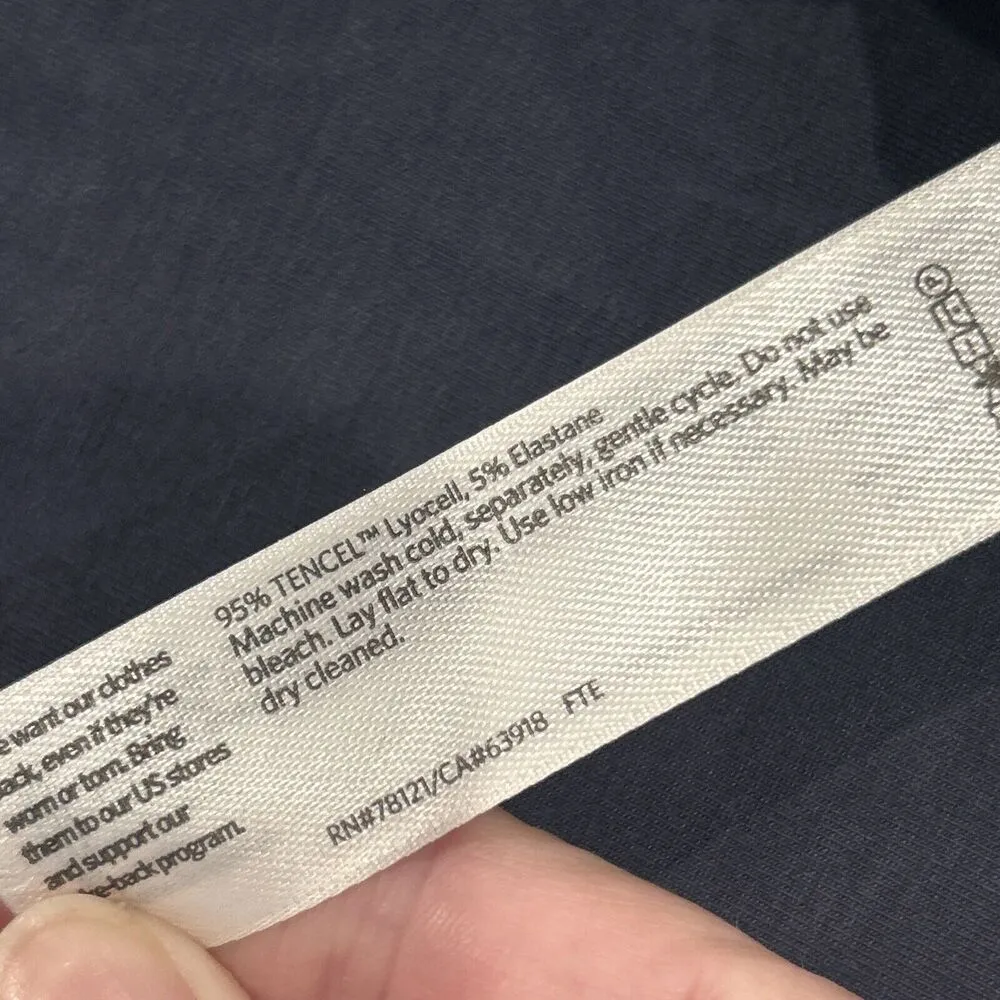 95% TENCEL™ Lyocell, 5% Elastane
Machine wash cold, separately, gentle cycle. Do not use
bleach. Lay flat to dry. Use low iron if necessary. May be
dry cleaned.
RN#78121/CA#63918 FTE
want our clothes
even if they're
worn or torn. Bring
them to our US stores
and support our
program.